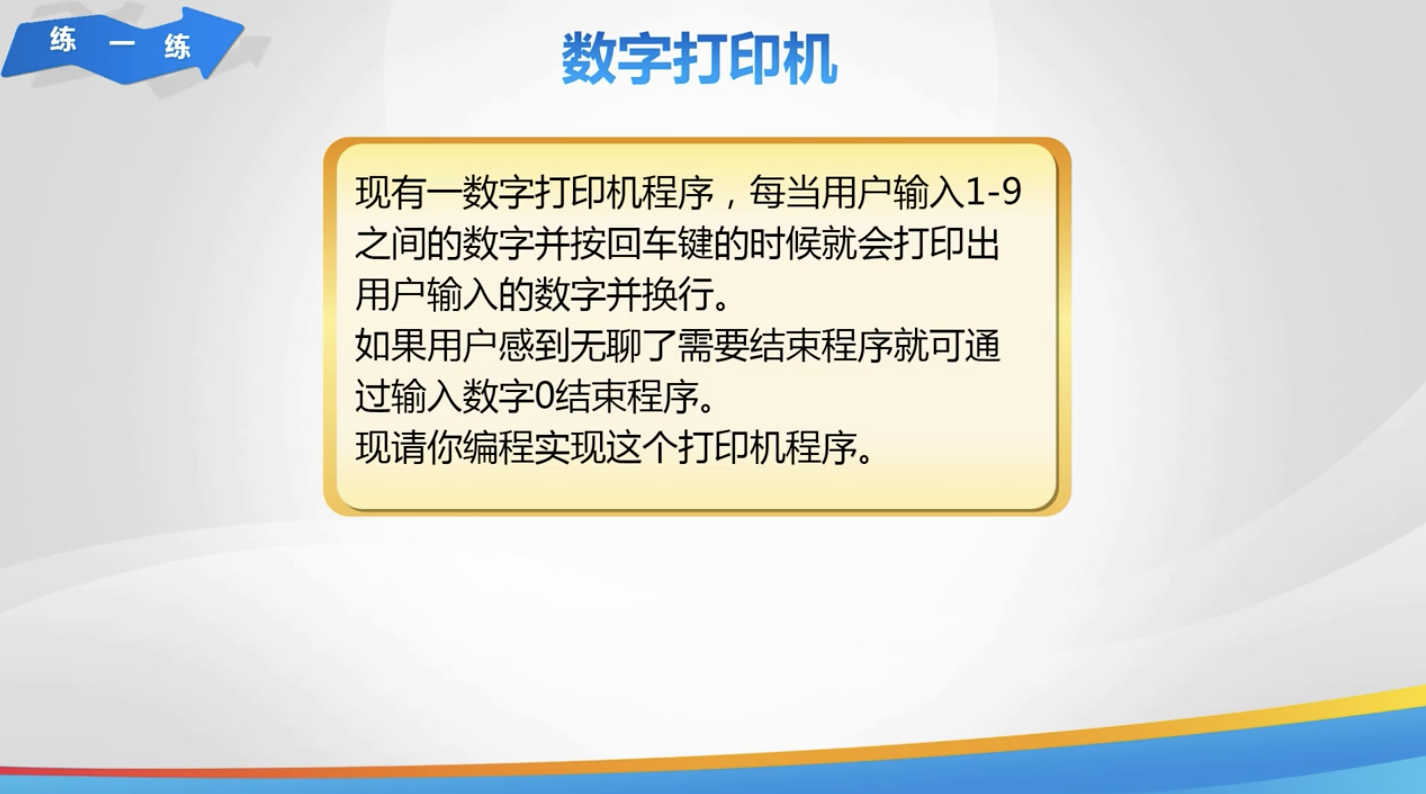 练一练
数字打印机
现有一数字打印机程序，每当用户输入1-9
之间的数字并按回车键的时候就会打印出
用户输入的数字并换行。
如果用户感到无聊了需要结束程序就可通
过输入数字0结束程序。
现请你编程实现这个打印机程序。